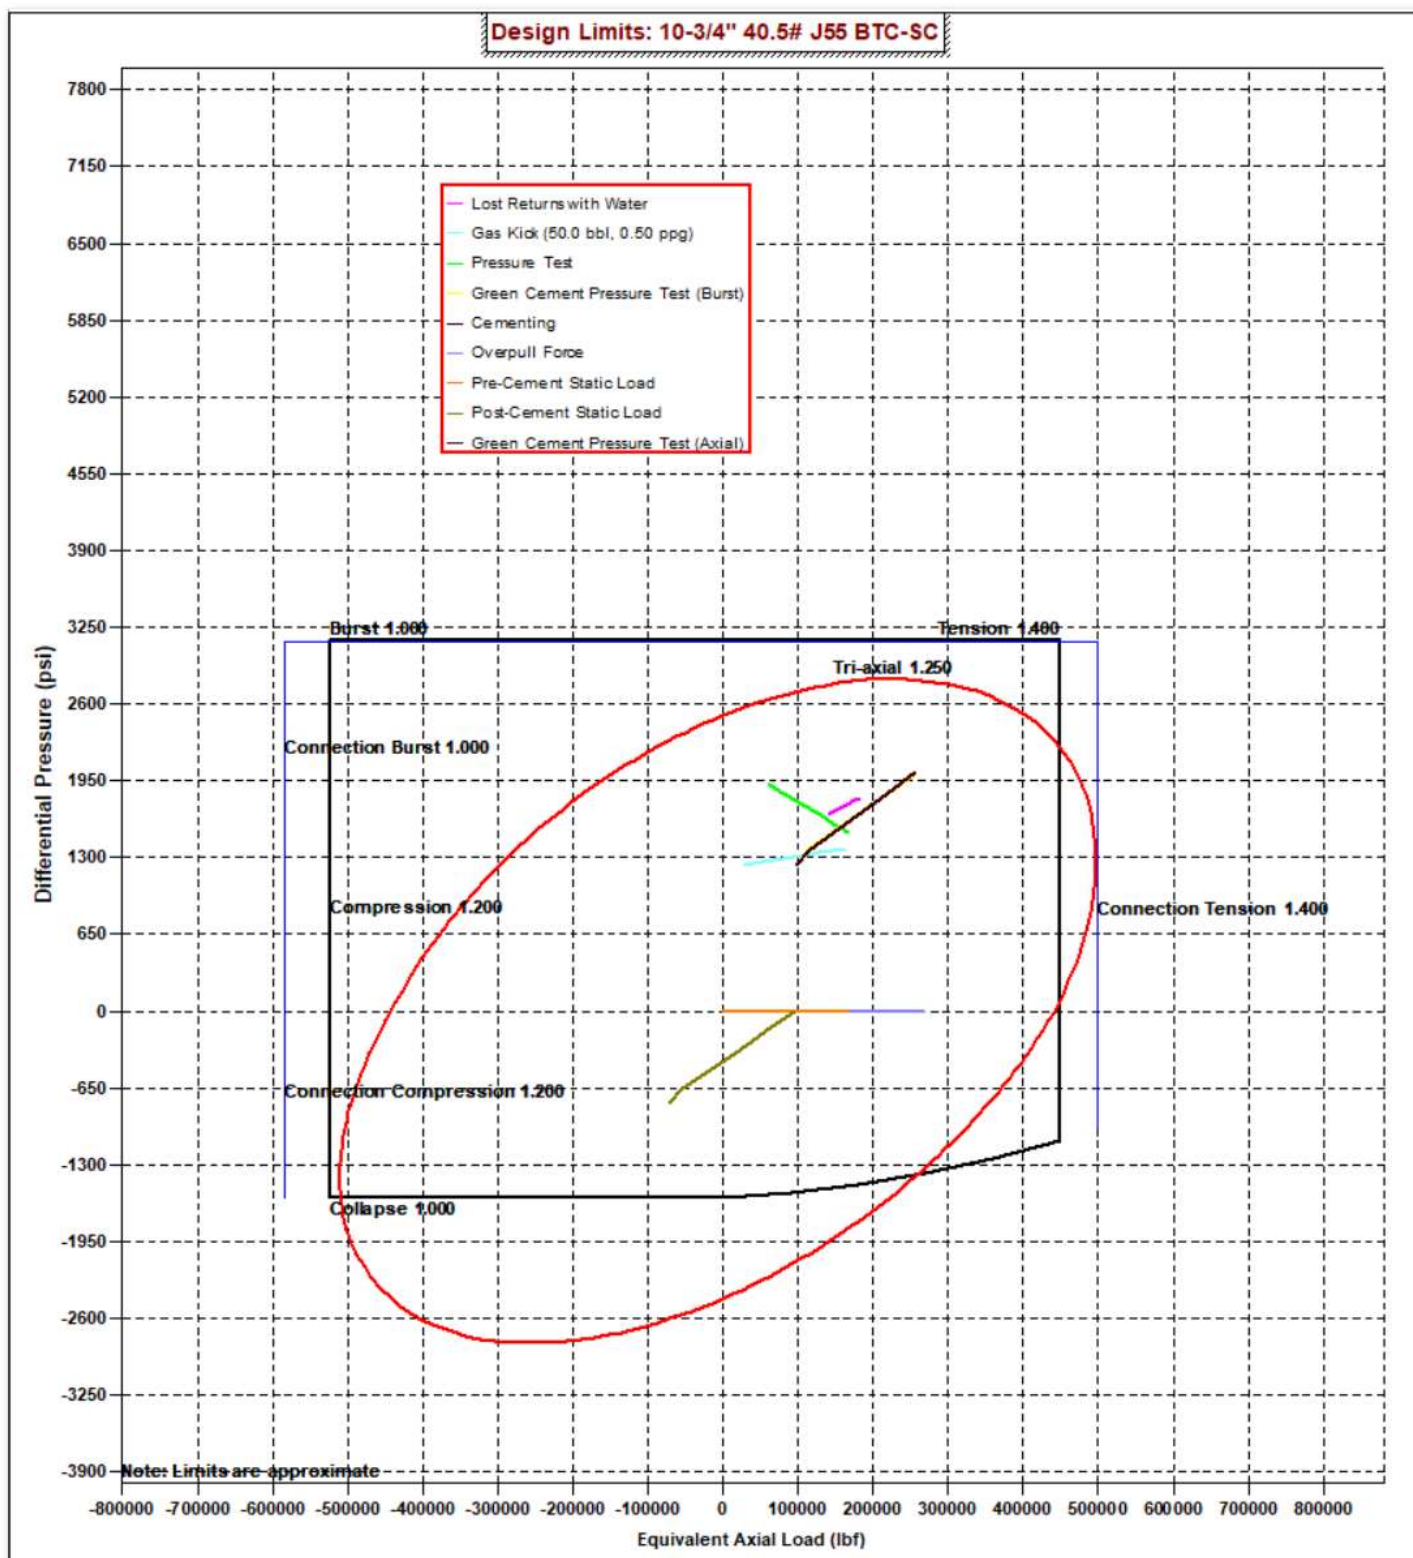 Design Limits: 10-3/4" 40.5# J55 BTC-SC
7800
7150
6500
5850
5200
4550
3900
3250
2600
1950
1300
650
0
-650
-1300
-1950
-2600
-3250
-3900
Differential Pressure (psi)
Lost Returns with Water
Gas Kick (50.0 bbl, 0.50 ppg)
Pressure Test
Green Cement Pressure Test (Burst)
Cementing
Overpull Force
Pre-Cement Static Load
Post-Cement Static Load
Green Cement Pressure Test (Axial)
Burst 1.000
Tension 1.400
Tri-axial 1.250
Connection Burst 1.000
Compression 1.200
Connection Tension 1.400
Connection Compression 1.200
Collapse 1.000
Note: Limits are approximate
-800000 -700000 -600000 -500000 -400000 -300000 -200000 -100000 0 100000 200000 300000 400000 500000 600000 700000 800000
Equivalent Axial Load (lbf)